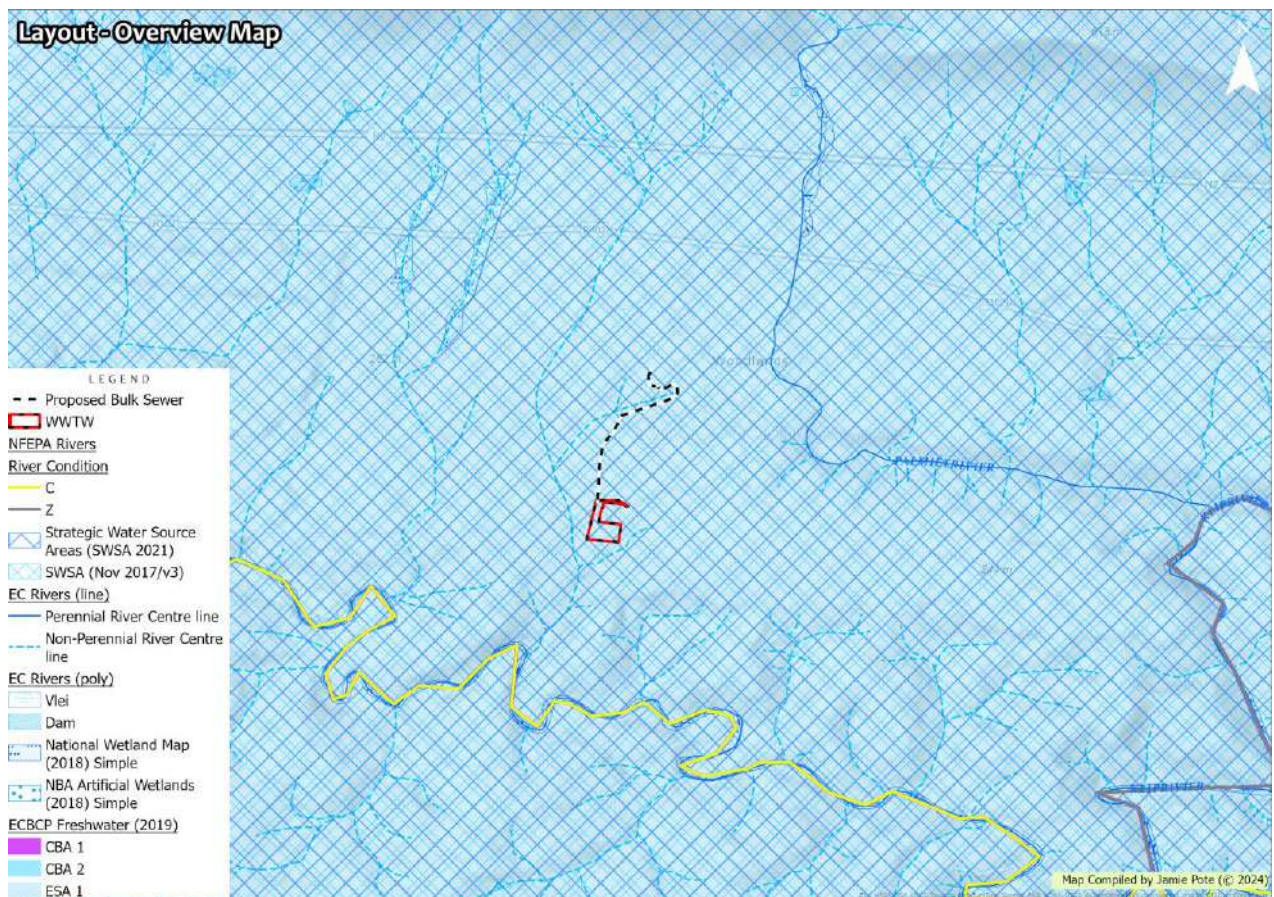 Layout - Overview Map
Woodlands
PALMIETRIVIER
LEGEND
Proposed Bulk Sewer
WWTW
NFEPA Rivers
River Condition
C
Z
Strategic Water Source
Areas (SWSA 2021)
SWSA (Nov 2017/v3)
EC Rivers (line)
Perennial River Centre line
Non-Perennial River Centre
line
EC Rivers (poly)
Vlei
Dam
National Wetland Map
(2018) Simple
NBA Artificial Wetlands
(2018) Simple
ECBCP Freshwater (2019)
CBA 1
CBA 2
ESA 1
Map Compiled by Jamie Pote (© 2024)